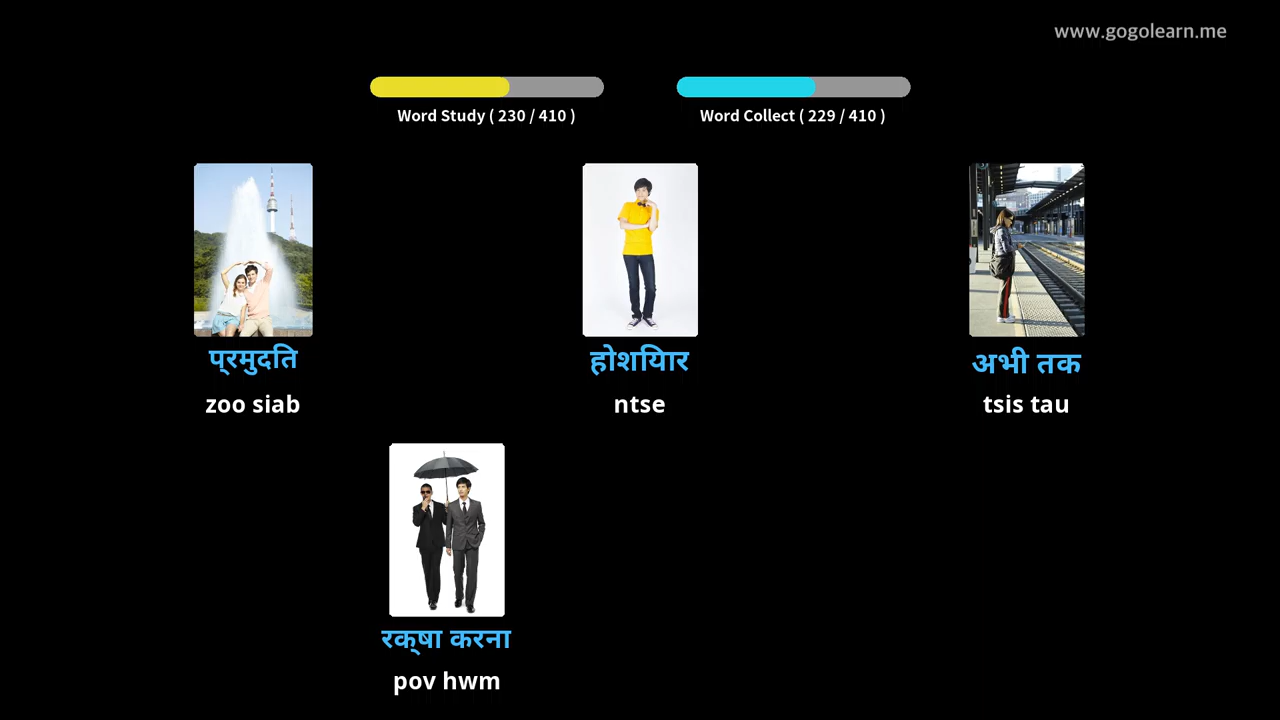 www.gogolearn.me
Word Study ( 230 / 410 )
Word Collect ( 229 / 410 )
प्रमुदति
होशयिार
अभी तक
zoo siab
ntse
tsis tau
रक्षा करना
pov hwm